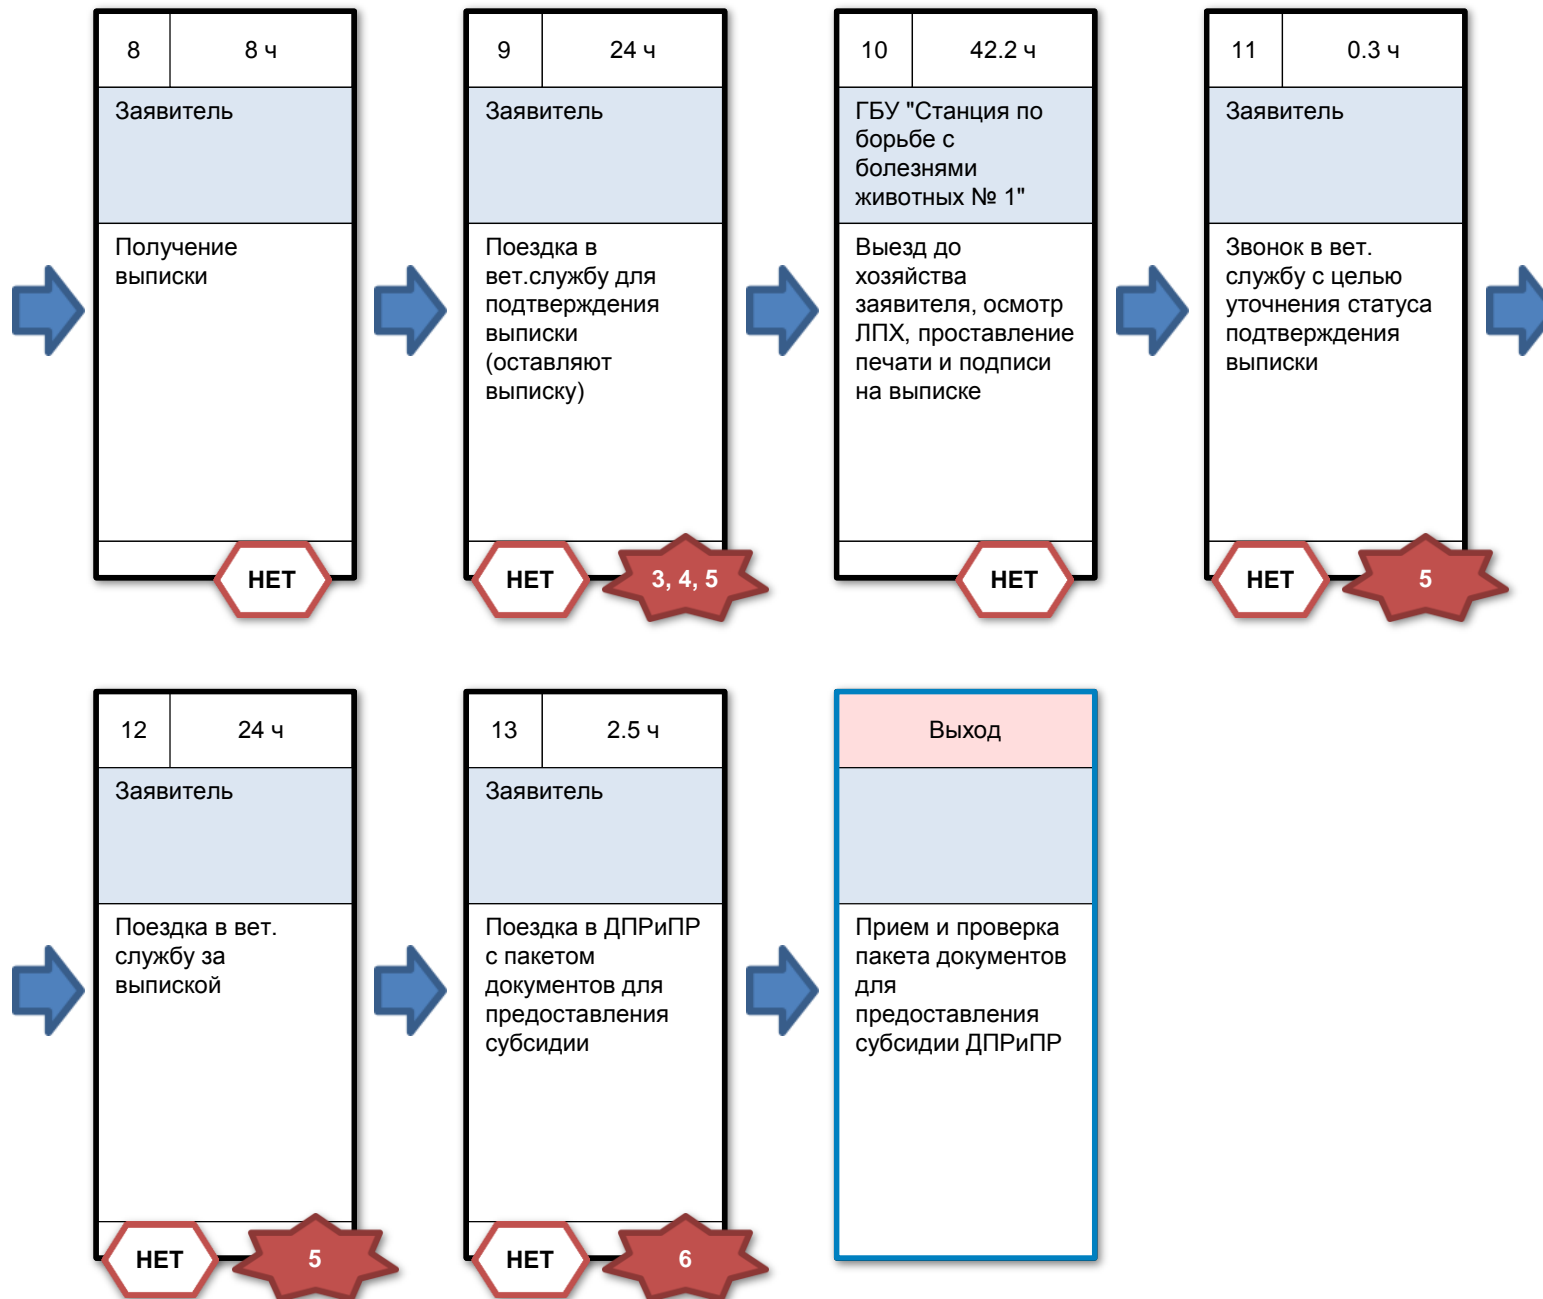 8
8 ч
Заявитель
Получение
выписки
НЕТ
9
24 ч
Заявитель
Поездка в
вет.службу для
подтверждения
выписки
(оставляют
выписку)
НЕТ
3, 4, 5
10
42.2 ч
ГБУ "Станция по
борьбе с
болезнями
животных № 1"
Выезд до
хозяйства
заявителя, осмотр
ЛПХ, проставление
печати и подписи
на выписке
НЕТ
11
0.3 ч
Заявитель
Звонок в вет.
службу с целью
уточнения статуса
подтверждения
выписки
НЕТ
5
12
24 ч
Заявитель
Поездка в вет.
службу за
выпиской
НЕТ
5
13
2.5 ч
Заявитель
Поездка в ДПРиПР
с пакетом
документов для
предоставления
субсидии
НЕТ
6
Выход
Прием и проверка
пакета документов
для
предоставления
субсидии ДПРиПР